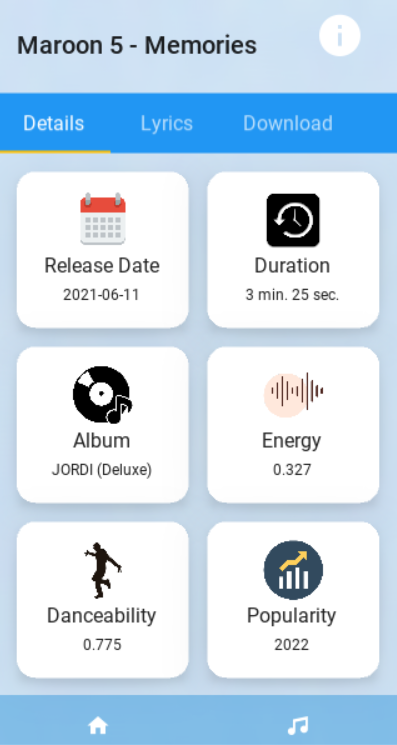 Maroon 5 - Memories
Details Lyrics Download
Release Date
2021-06-11
Duration
3 min. 25 sec.
Album
JORDI (Deluxe)
Energy
0.327
Danceability
0.775
Popularity
2022